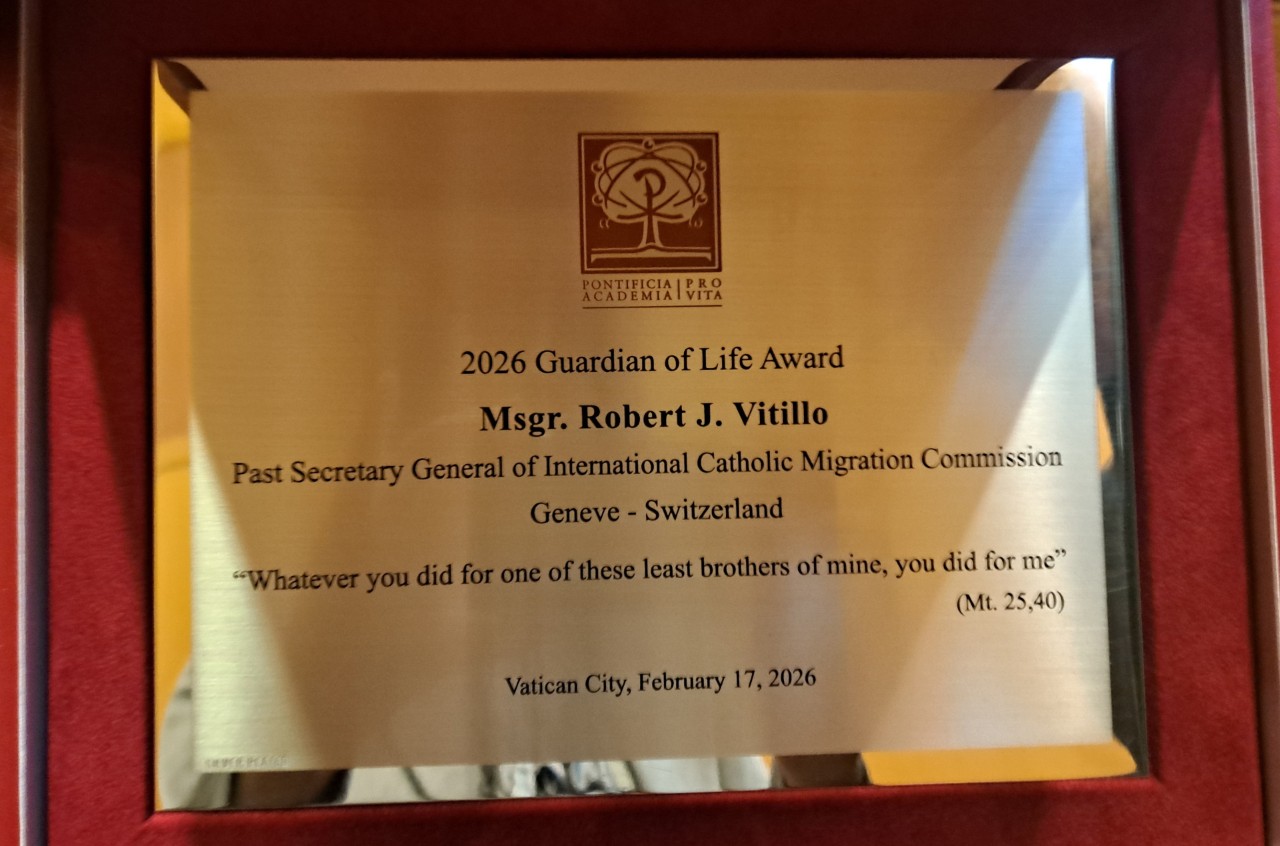 PONTIFICIA | PRO
ACADEMIA | VITA
2026 Guardian of Life Award
Msgr. Robert J. Vitillo
Past Secretary General of International Catholic Migration Commission
Geneve - Switzerland
“Whatever you did for one of these least brothers of mine, you did for me”
(Mt. 25,40)
Vatican City, February 17, 2026